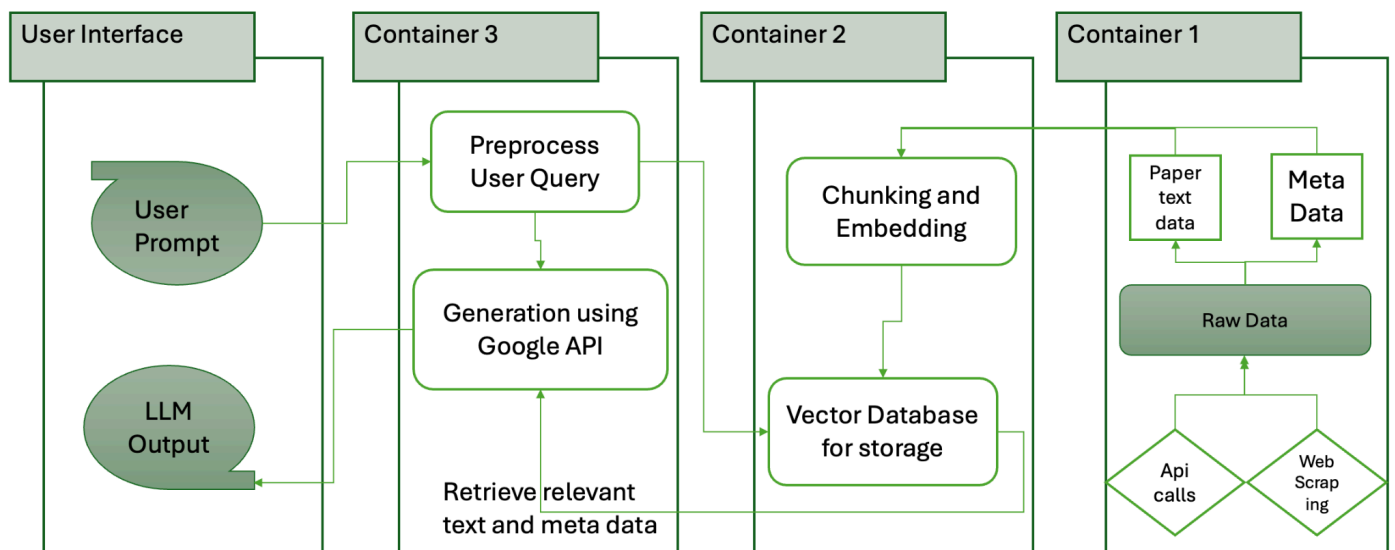 User Interface
Container 3
Container 2
Container 1
User
Prompt
LLM
Output
Preprocess
User Query
Generation using
Google API
Retrieve relevant
text and meta data
Chunking and
Embedding
Vector Database
for storage
Paper
text
data
Meta
Data
Raw Data
Api
calls
Web
Scrap
ing